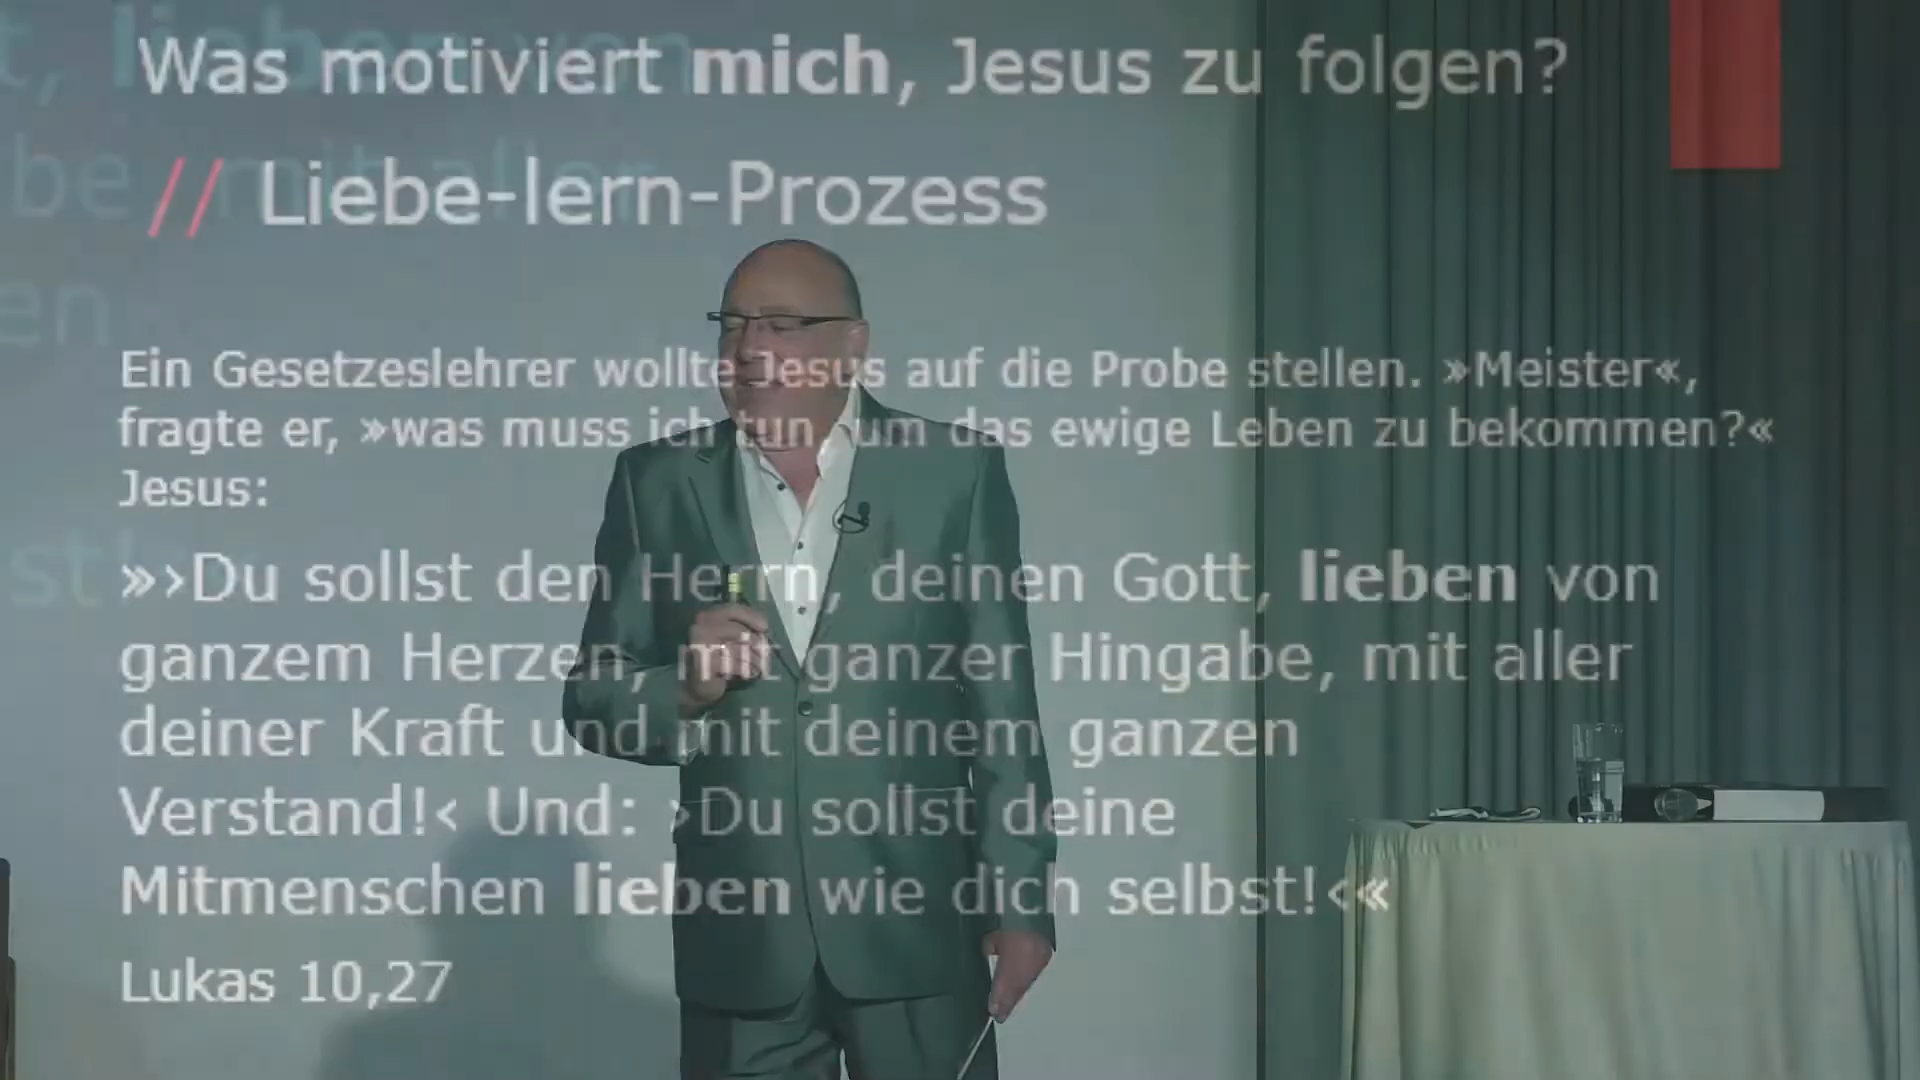 Was motiviert mich, Jesus zu folgen?
// Liebe-lern-Prozess
Ein Gesetzeslehrer wollte Jesus auf die Probe stellen. »Meister«,
fragte er, »was muss ich tun um das ewige Leben zu bekommen?«
Jesus:
»›Du sollst den Herrn, deinen Gott, lieben von
ganzem Herzen, mit ganzer Hingabe, mit aller
deiner Kraft und mit deinem ganzen
Verstand!‹ Und: ›Du sollst deine
Mitmenschen lieben wie dich selbst!‹«
Lukas 10,27